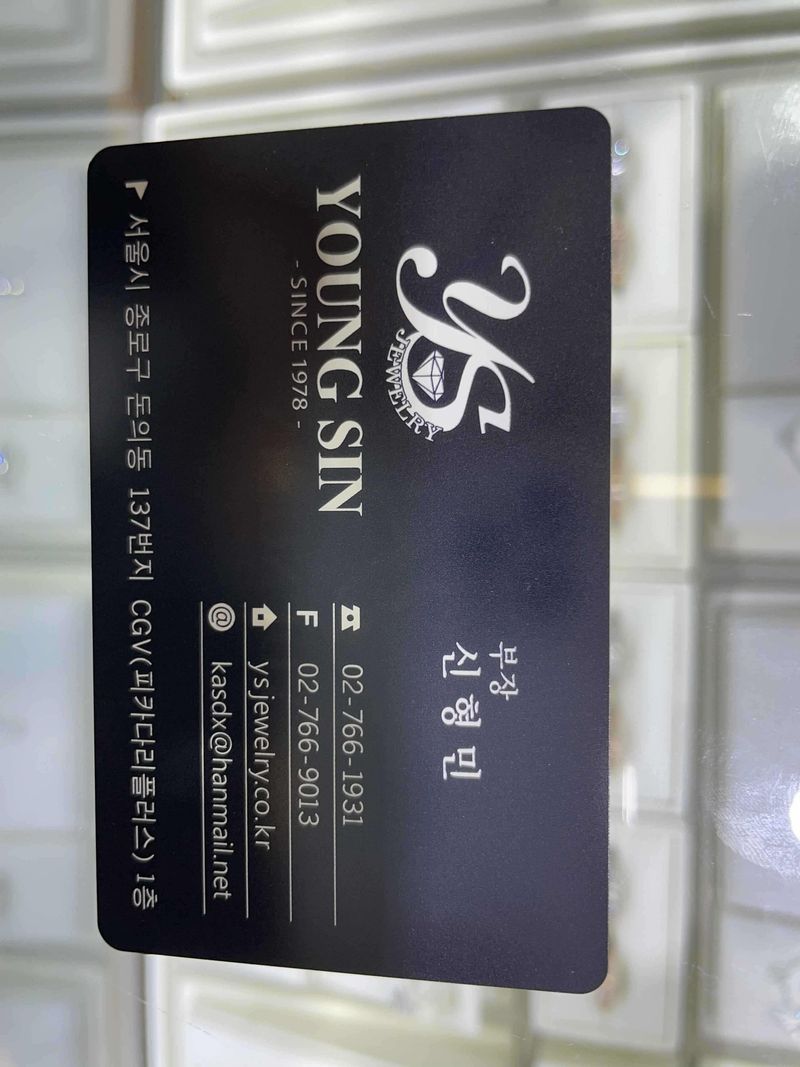 YS
JEWELRY
YOUNG SIN
- SINCE 1978 -
부장
신형민
02-766-1931
F 02-766-9013
ysjewelry.co.kr
@ kasdx@hanmail.net
서울시 종로구 돈의동 137번지 CGV(피카다리플러스) 1층